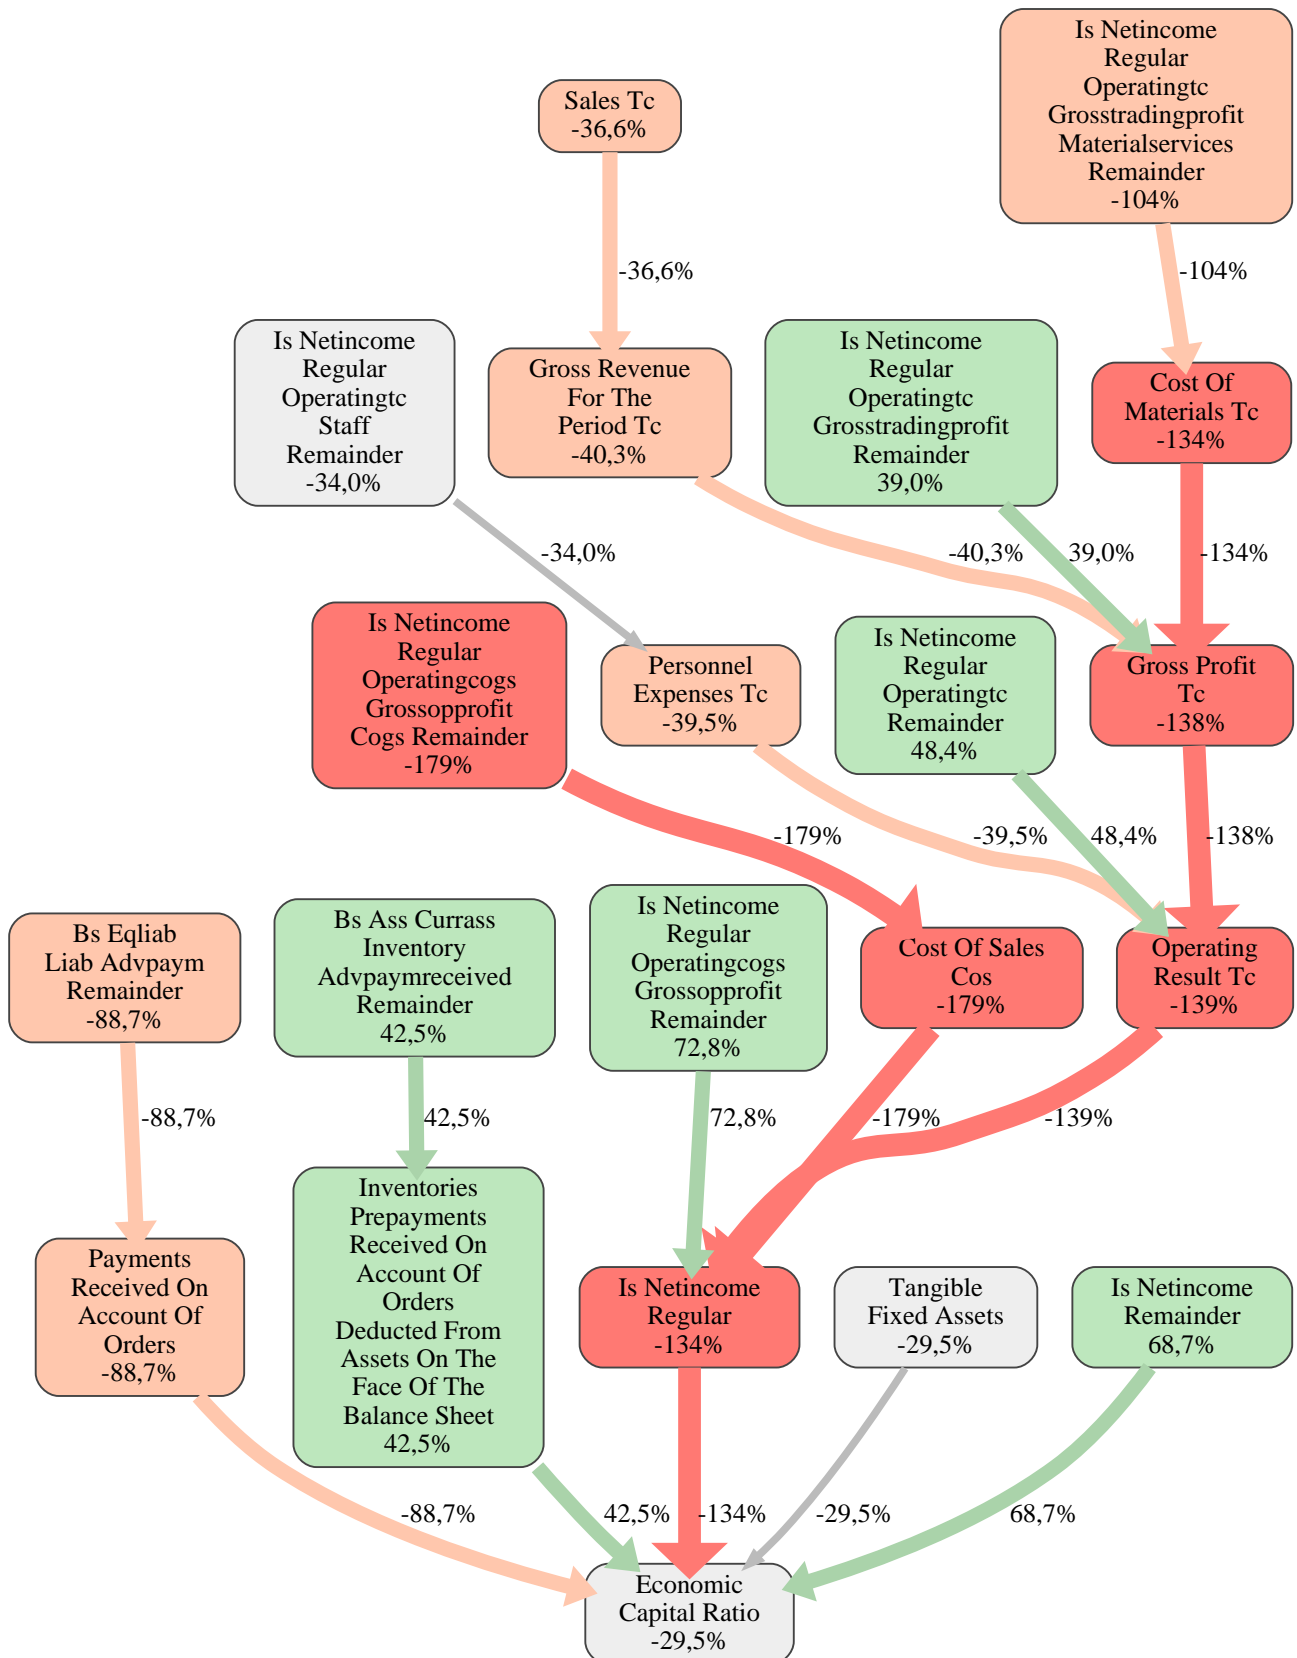 Is Netincome
Regular
Operatingtc
Grosstradingprofit
Materialservices
Remainder
-104%
Sales Tc
-36,6%
-36,6%
-104%
Is Netincome
Regular
Operatingtc
Staff
Remainder
-34,0%
Gross Revenue
For The
Period Tc
-40,3%
Is Netincome
Regular
Operatingtc
Grosstradingprofit
Remainder
39,0%
Cost Of
Materials Tc
-134%
-34,0%
-40,3%
39,0%
-134%
Is Netincome
Regular
Operatingcogs
Grossopprofit
Cogs Remainder
-179%
Personnel
Expenses Tc
-39,5%
Is Netincome
Regular
Operatingtc
Remainder
48,4%
Gross Profit
Tc
-138%
-179%
-39,5%
48,4%
-138%
Bs Eqliab
Liab Advpaym
Remainder
-88,7%
Bs Ass Currass
Inventory
Advpaymreceived
Remainder
42,5%
Is Netincome
Regular
Operatingcogs
Grossopprofit
Remainder
72,8%
Cost Of Sales
Cos
-179%
Operating
Result Tc
-139%
-88,7%
42,5%
72,8%
-179%
-139%
Payments
Received On
Account Of
Orders
-88,7%
Inventories
Prepayments
Received On
Account Of
Orders
Deducted From
Assets On The
Face Of The
Balance Sheet
42,5%
Is Netincome
Regular
-134%
Tangible
Fixed Assets
-29,5%
Is Netincome
Remainder
68,7%
-88,7%
42,5%
-134%
-29,5%
68,7%
Economic
Capital Ratio
-29,5%